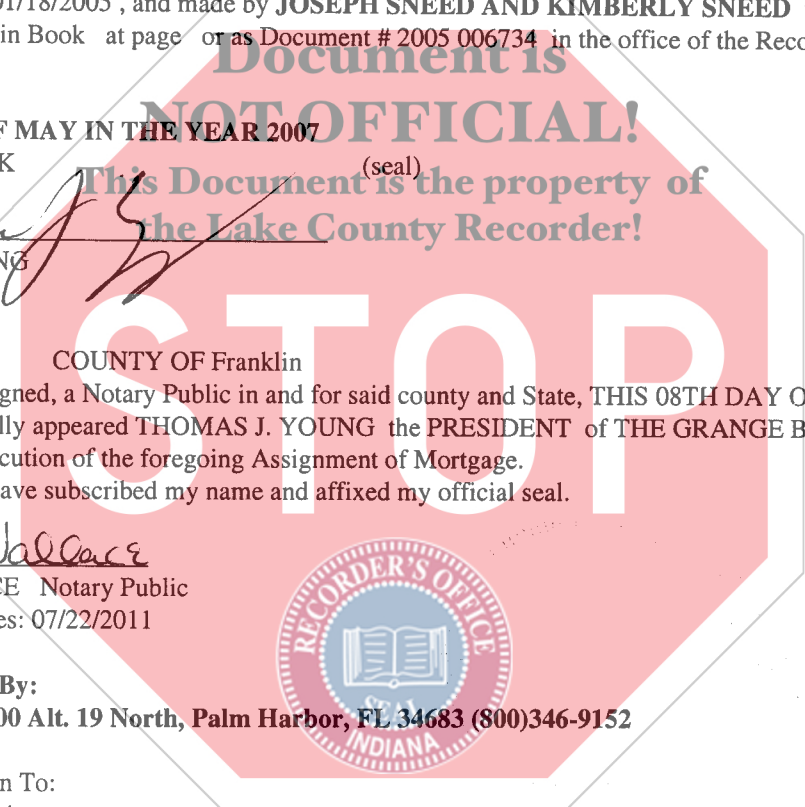 01/18/2005 , and made by JOSEPH SNEED AND KIMBERLY SNEED
in Book at page or as Document # 2005 006734 in the office of the Reco
Document is
NOT OFFICIAL!
F MAY IN THE YEAR 2007
K
(seal)
This Document is the property of
the Lake County Recorder!
NG
STOP
COUNTY OF Franklin
gned, a Notary Public in and for said county and State, THIS 08TH DAY O
lly appeared THOMAS J. YOUNG the PRESIDENT of THE GRANGE B
cution of the foregoing Assignment of Mortgage.
ave subscribed my name and affixed my official seal.
Wallace
CE Notary Public
es: 07/22/2011
RECORDER'S OFFICE
SEAL
INDIANA
By:
00 Alt. 19 North, Palm Harbor, FL 34683 (800)346-9152
n To: